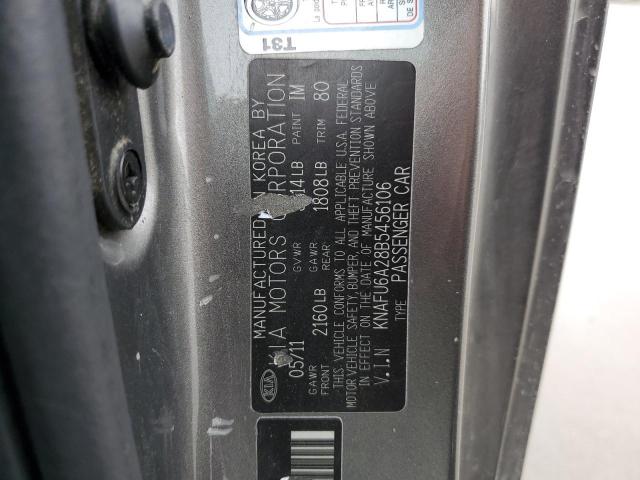 MANUFACTURED IN KOREA BY
KIA KIA MOTORS CORPORATION
05/11 GVWR 14LB PAINT IM
GAWR FRONT 2160LB GAWR REAR 1808LB TRIM 80
THIS VEHICLE CONFORMS TO ALL APPLICABLE U.S.A. FEDERAL
MOTOR VEHICLE SAFETY, BUMPER, AND THEFT PREVENTION STANDARDS
IN EFFECT ON THE DATE OF MANUFACTURE SHOWN ABOVE
V.I.N KNAFU6A28B5456106
TYPE PASSENGER CAR
T31